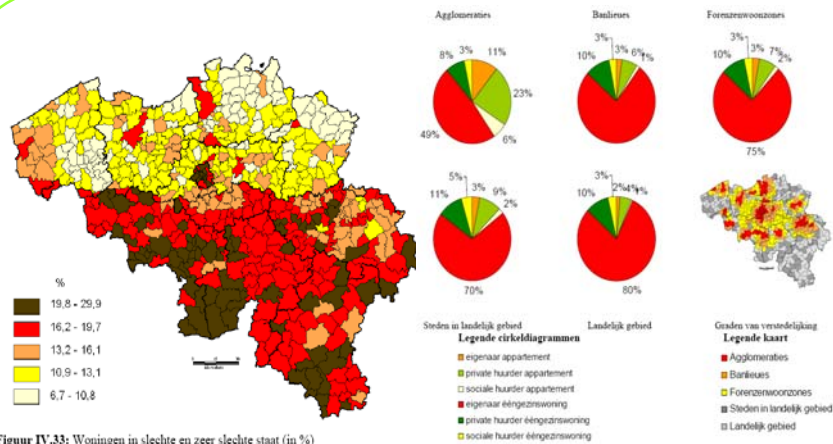 Agglomeraties
Banlieues
Forenzenwoonzones
3%
11%
23%
6%
49%
8%
3%
3%
6%
1%
10%
3%
3%
7%
2%
75%
10%
5%
3%
9%
2%
70%
11%
3%
2%
4%
1%
80%
10%
Steden in landelijk gebied
Landelijk gebied
Graden van verstedelijking
Legende cirkeldiagrammen
eigenaar appartement
private huurder appartement
sociale huurder appartement
eigenaar ééngezinswoning
private huurder ééngezinswoning
sociale huurder ééngezinswoning
Legende kaart
Agglomeraties
Banlieues
Forenzenwoonzones
Steden in landelijk gebied
Landelijk gebied
%
19,8 - 29,9
16,2 - 19,7
13,2 - 16,1
10,9 - 13,1
6,7 - 10,8
Figuur IV.33: Woningen in slechte en zeer slechte staat (in %)